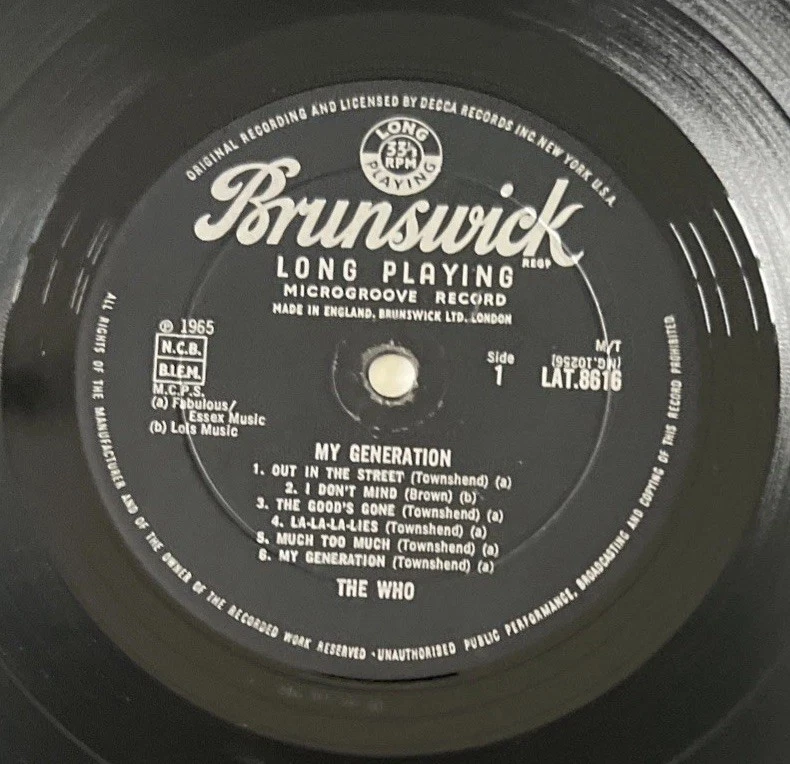 ORIGINAL RECORDING AND LICENSED BY DECCA RECORDS INC. NEW YORK U.S.A.
LONG
33⅓
RPM
PLAYING
Brunswick
REGD
LONG PLAYING
MICROGROOVE RECORD
MADE IN ENGLAND, BRUNSWICK LTD. LONDON
℗ 1965
N.C.B.
B.I.E.M.
M.C.P.S.
(a) Fabulous/
Essex Music
(b) Lois Music
Side
1
M/T
(NG.10256)
LAT.8616
MY GENERATION
1. OUT IN THE STREET (Townshend) (a)
2. I DON'T MIND (Brown) (b)
3. THE GOOD'S GONE (Townshend) (a)
4. LA-LA-LA-LIES (Townshend) (a)
5. MUCH TOO MUCH (Townshend) (a)
6. MY GENERATION (Townshend) (a)
THE WHO
ALL RIGHTS OF THE MANUFACTURER AND OF THE OWNER OF THE RECORDED WORK RESERVED · UNAUTHORISED PUBLIC PERFORMANCE, BROADCASTING AND COPYING OF THIS RECORD PROHIBITED